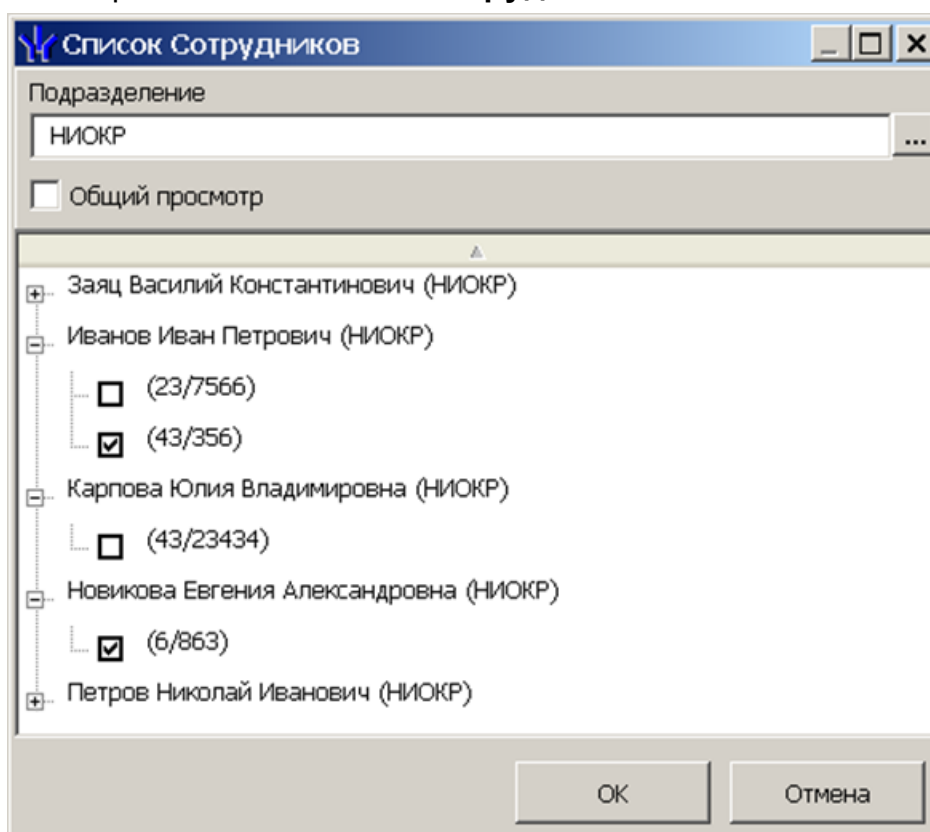 Список Сотрудников
Подразделение
НИОКР
...
Общий просмотр
Заяц Василий Константинович (НИОКР)
Иванов Иван Петрович (НИОКР)
(23/7566)
(43/356)
Карпова Юлия Владимировна (НИОКР)
(43/23434)
Новикова Евгения Александровна (НИОКР)
(6/863)
Петров Николай Иванович (НИОКР)
ОК Отмена